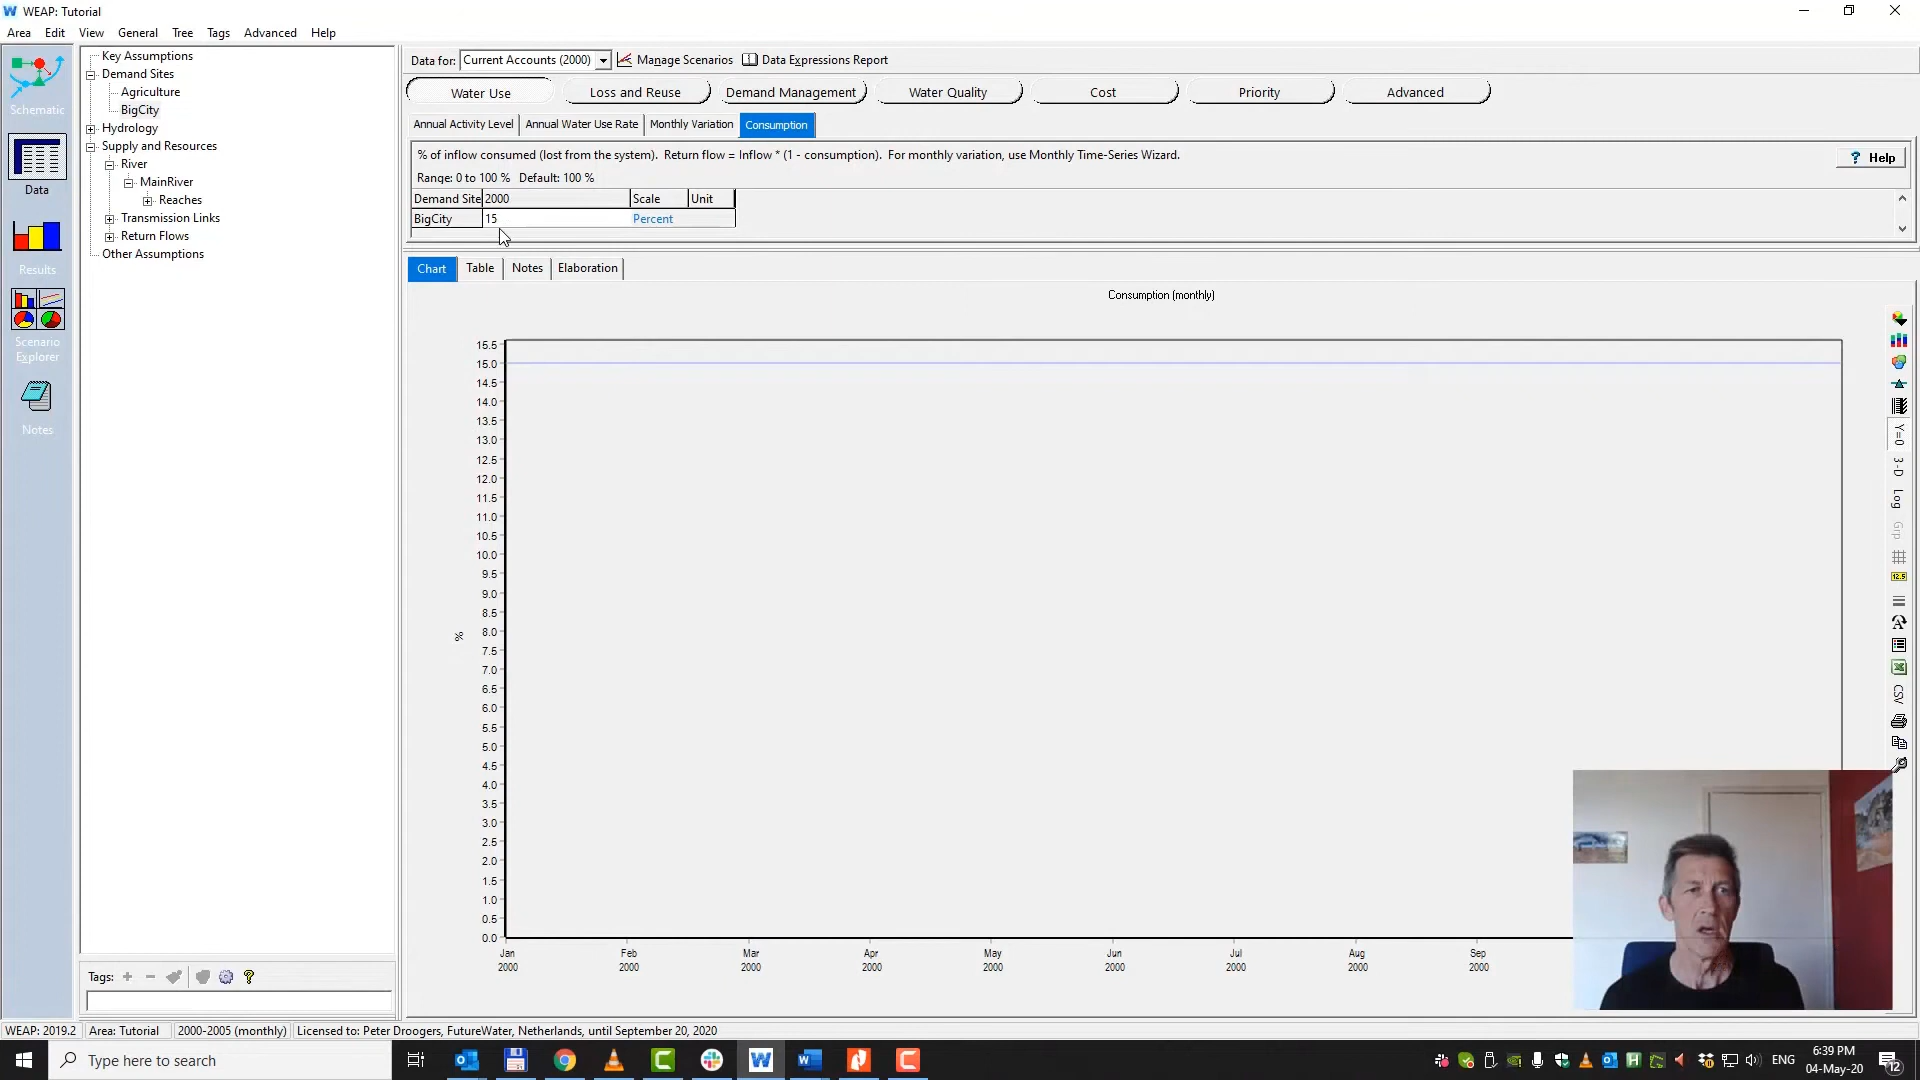 WEAP: Tutorial
Area Edit View General Tree Tags Advanced Help
Schematic
Data
Results
Scenario
Explorer
Notes
Key Assumptions
Demand Sites
Agriculture
BigCity
Hydrology
Supply and Resources
River
MainRiver
Reaches
Transmission Links
Return Flows
Other Assumptions
Tags:
Data for: Current Accounts (2000) Manage Scenarios Data Expressions Report
Water Use Loss and Reuse Demand Management Water Quality Cost Priority Advanced
Annual Activity Level Annual Water Use Rate Monthly Variation Consumption
% of inflow consumed (lost from the system). Return flow = Inflow * (1 - consumption). For monthly variation, use Monthly Time-Series Wizard.
? Help
Range: 0 to 100 % Default: 100 %
Demand Site 2000 Scale Unit
BigCity 15 Percent
Chart Table Notes Elaboration
Consumption (monthly)
15.5
15.0
14.5
14.0
13.5
13.0
12.5
12.0
11.5
11.0
10.5
10.0
9.5
9.0
8.5
8.0
7.5
7.0
6.5
6.0
5.5
5.0
4.5
4.0
3.5
3.0
2.5
2.0
1.5
1.0
0.5
0.0
%
Jan Feb Mar Apr May Jun Jul Aug Sep
2000 2000 2000 2000 2000 2000 2000 2000 2000
Y=0
3-D
Log
Grp
12.5
CSV
WEAP: 2019.2 Area: Tutorial 2000-2005 (monthly) Licensed to: Peter Droogers, FutureWater, Netherlands, until September 20, 2020
Type here to search
ENG
6:39 PM
04-May-20
12